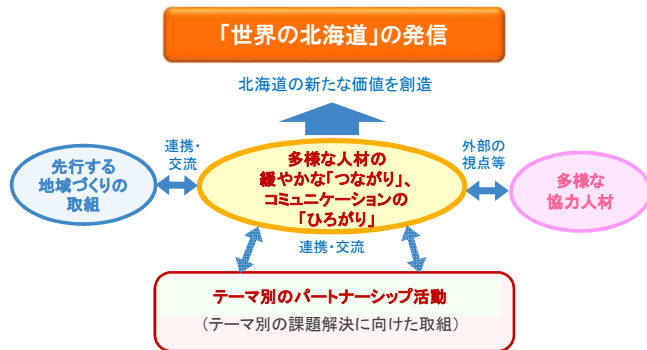 「世界の北海道」の発信
北海道の新たな価値を創造
連携・
交流
外部の
視点等
先行する
地域づくりの
取組
多様な人材の
緩やかな「つながり」、
コミュニケーションの
「ひろがり」
多様な
協力人材
連携・交流
テーマ別のパートナーシップ活動
（テーマ別の課題解決に向けた取組）